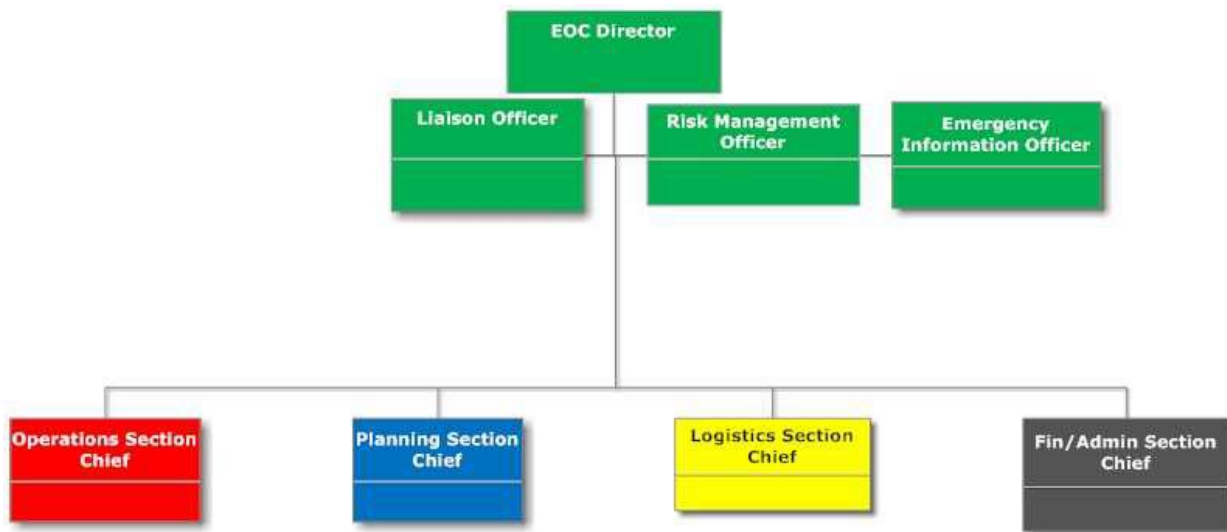 EOC Director
Liaison Officer
Risk Management
Officer
Emergency
Information Officer
Operations Section
Chief
Planning Section
Chief
Logistics Section
Chief
Fin/Admin Section
Chief